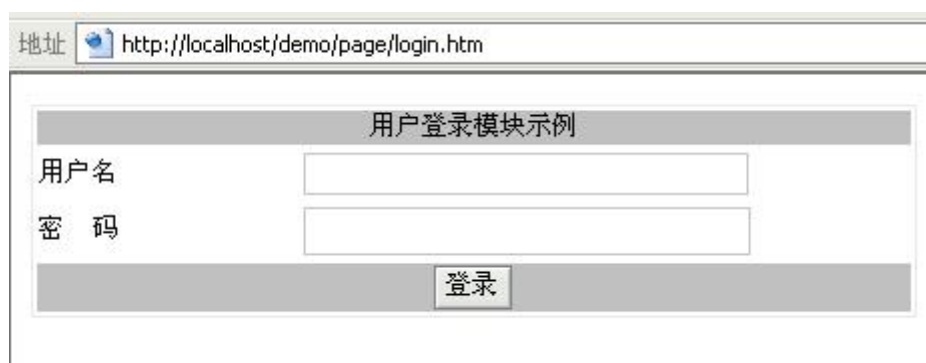 地址 http://localhost/demo/page/login.htm
用户登录模块示例
用户名
密 码
登录